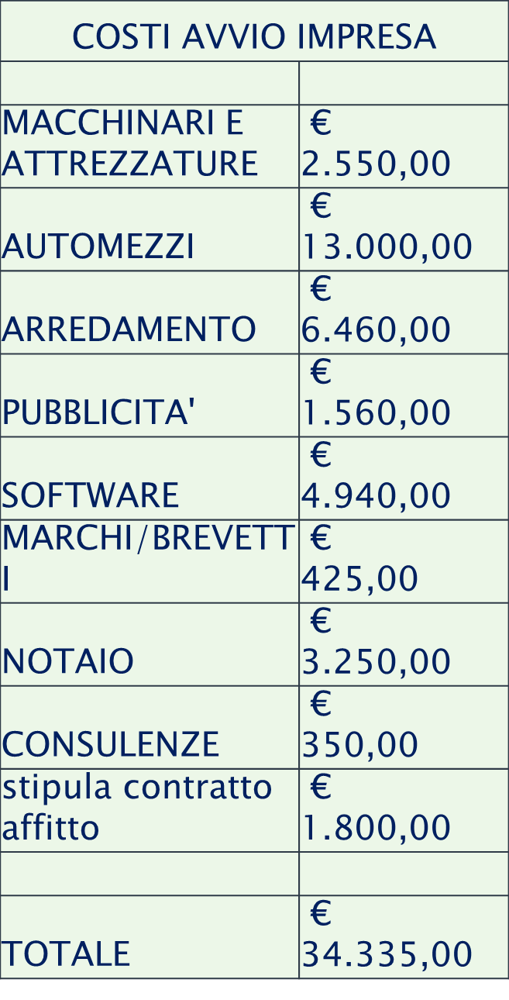 COSTI AVVIO IMPRESA
MACCHINARI E
ATTREZZATURE
€
2.550,00
AUTOMEZZI
€
13.000,00
ARREDAMENTO
€
6.460,00
PUBBLICITA'
€
1.560,00
SOFTWARE
€
4.940,00
MARCHI/BREVETT
I
€
425,00
NOTAIO
€
3.250,00
CONSULENZE
€
350,00
stipula contratto
affitto
€
1.800,00
TOTALE
€
34.335,00